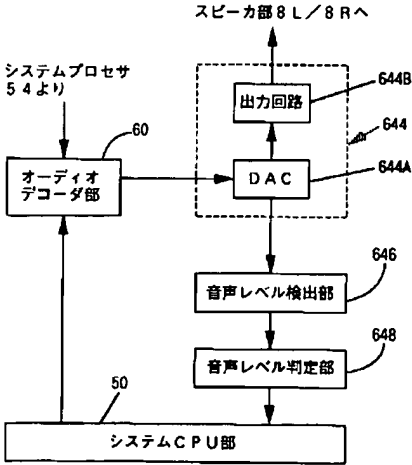 スピーカ部8L／8Rへ
システムプロセサ
54より
644B
出力回路
644
60
オーディオ
デコーダ部
DAC
644A
646
音声レベル検出部
648
音声レベル判定部
50
システムCPU部